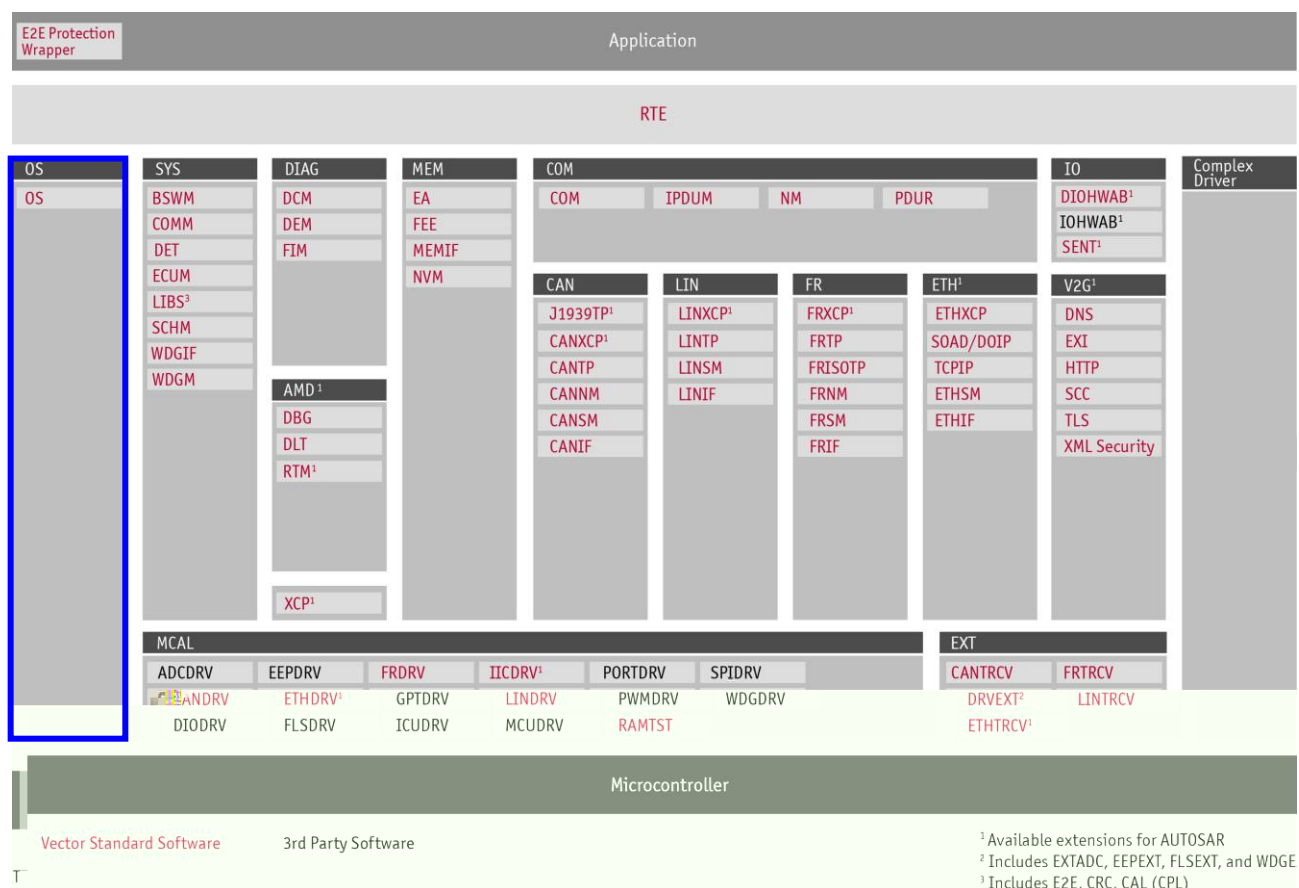 E2E Protection
Wrapper
Application
RTE
OS
OS
SYS
BSWM
COMM
DET
ECUM
LIBS³
SCHM
WDGIF
WDGM
DIAG
DCM
DEM
FIM
AMD¹
DBG
DLT
RTM¹
XCP¹
MEM
EA
FEE
MEMIF
NVM
COM
COM IPDUM NM PDUR
CAN
J1939TP¹
CANXCP¹
CANTP
CANNM
CANSM
CANIF
LIN
LINXCP¹
LINTP
LINSM
LINIF
FR
FRXCP¹
FRTP
FRISOTP
FRNM
FRSM
FRIF
ETH¹
ETHXCP
SOAD/DOIP
TCPIP
ETHSM
ETHIF
IO
DIOHWAB¹
IOHWAB¹
SENT¹
V2G¹
DNS
EXI
HTTP
SCC
TLS
XML Security
Complex
Driver
MCAL
ADCDRV EEPDRV FRDRV IICDRV¹ PORTDRV SPIDRV
ANDRV ETHDRV¹ GPTDRV LINDRV PWMDRV WDGDRV
DIODRV FLSDRV ICUDRV MCUDRV RAMTST
EXT
CANTRCV FRTRCV
DRVEXT² LINTRCV
ETHTRCV¹
Microcontroller
Vector Standard Software 3rd Party Software
¹ Available extensions for AUTOSAR
² Includes EXTADC, EEPEXT, FLSEXT, and WDGE
³ Includes E2E, CRC, CAL (CPL)
T